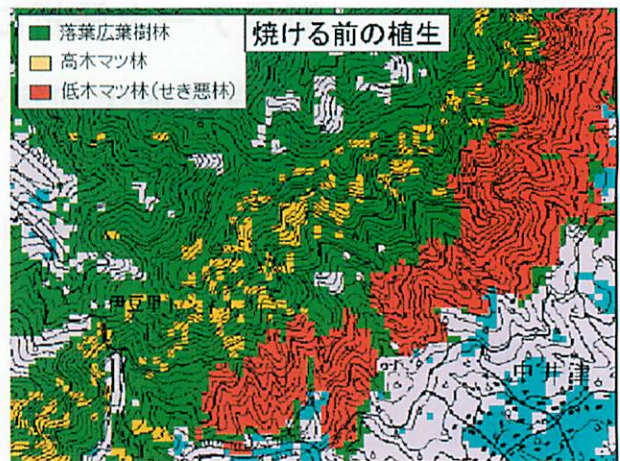 落葉広葉樹林
高木マツ林
低木マツ林(せき悪林)
焼ける前の植生
中井津